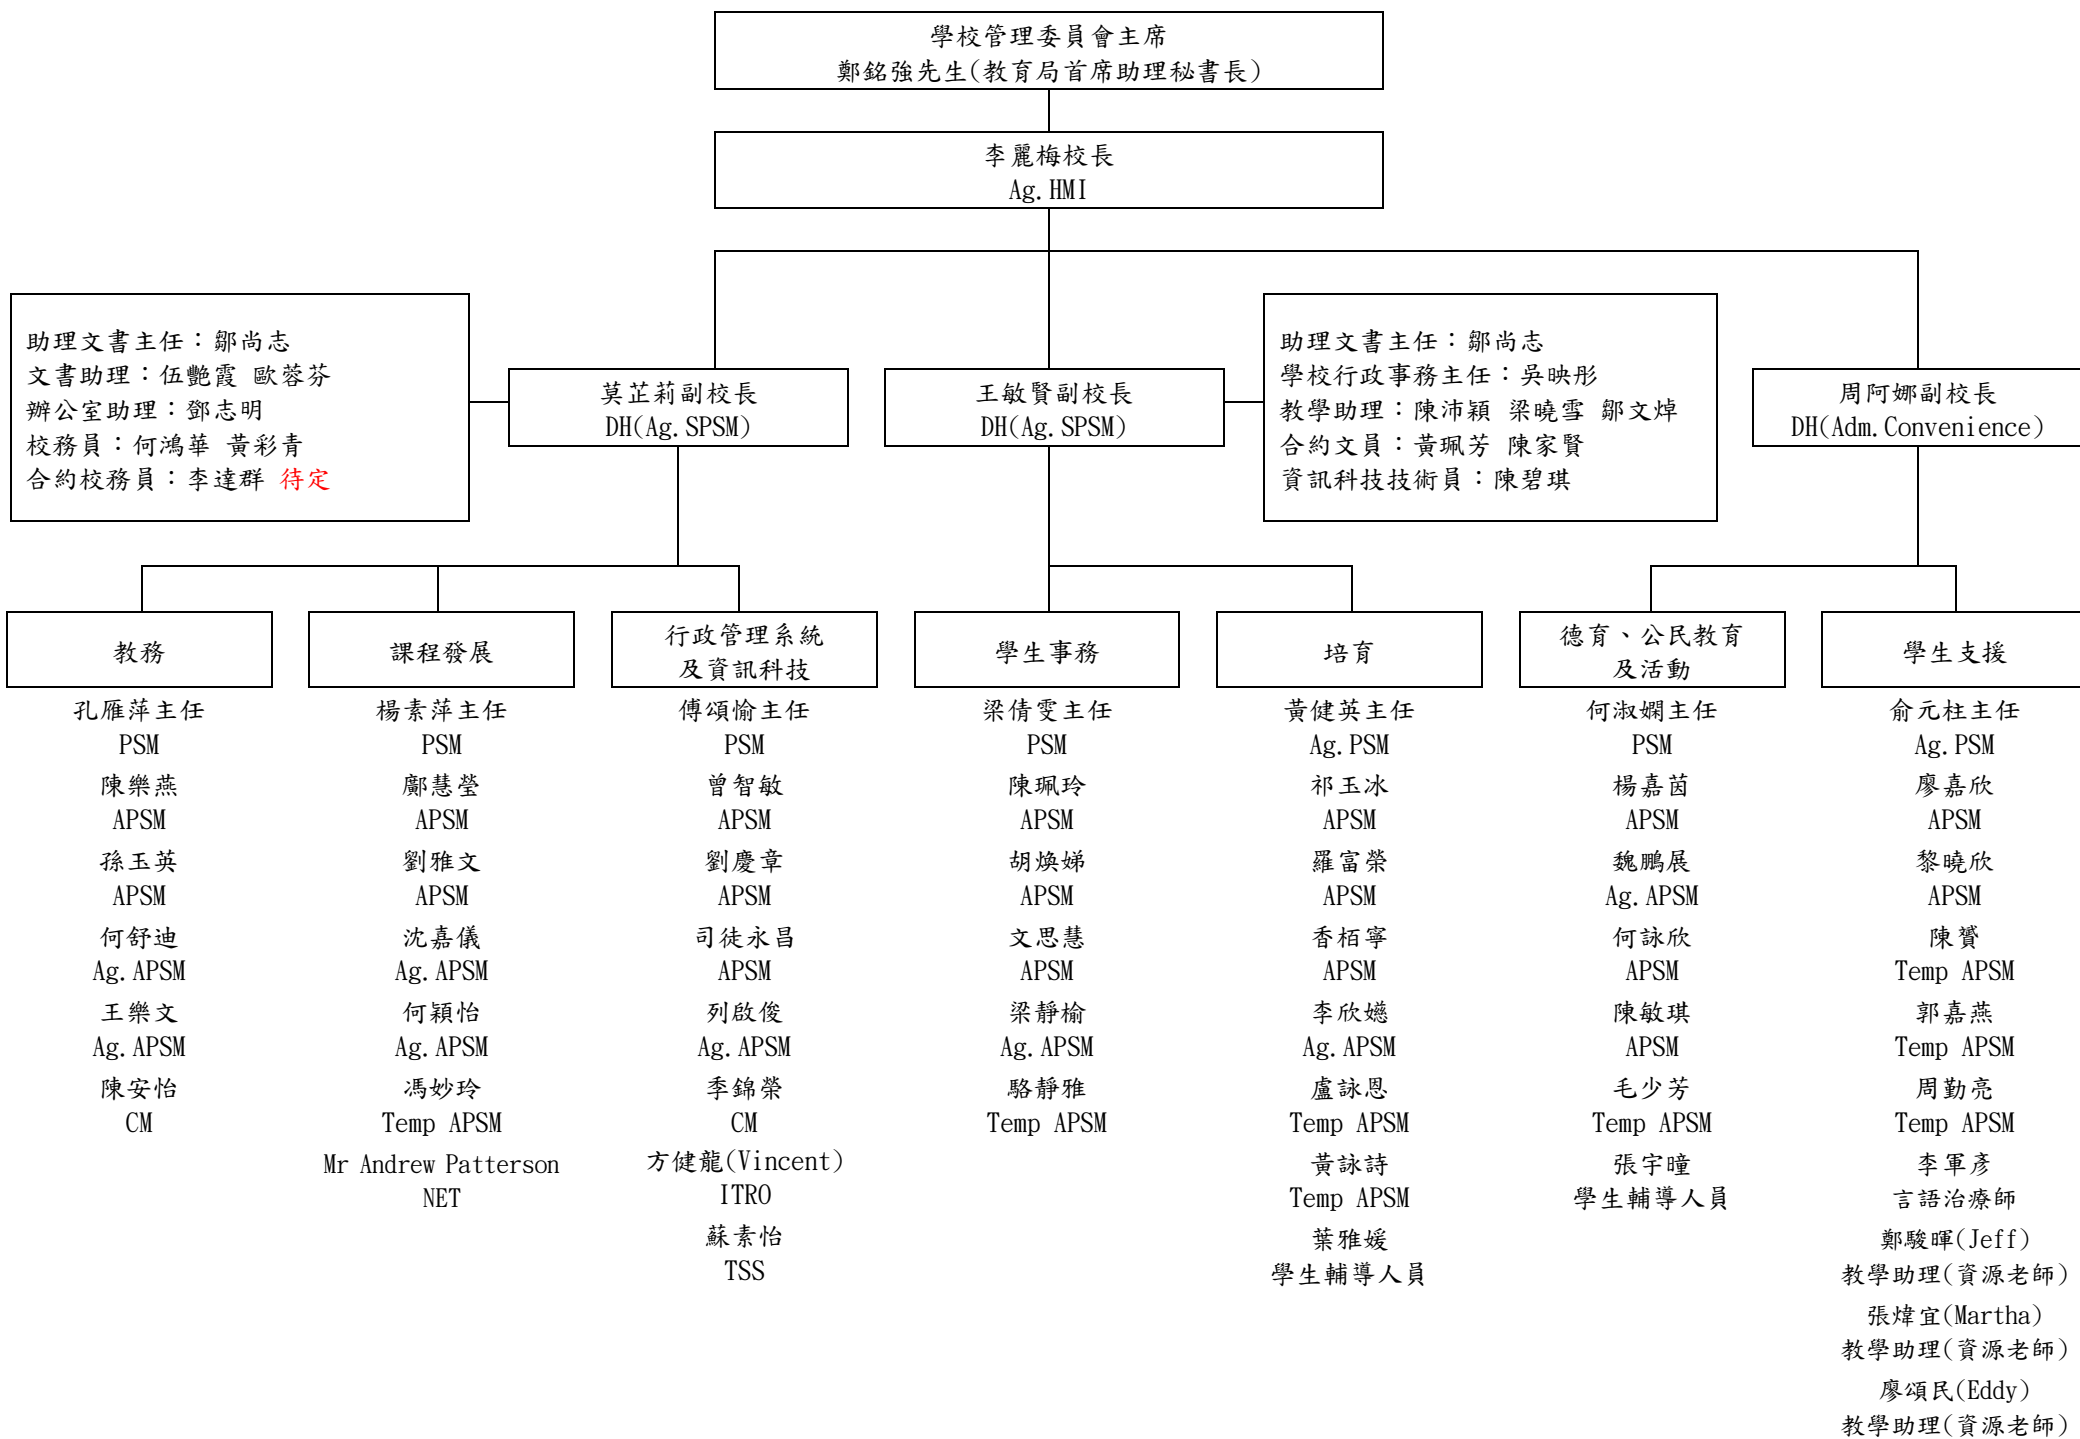 學校管理委員會主席
鄭銘強先生(教育局首席助理秘書長)
李麗梅校長
Ag.HMI
助理文書主任：鄒尚志
文書助理：伍艷霞 歐蓉芬
辦公室助理：鄧志明
校務員：何鴻華 黃彩青
合約校務員：李達群 待定
莫芷莉副校長
DH(Ag.SPSM)
王敏賢副校長
DH(Ag.SPSM)
助理文書主任：鄒尚志
學校行政事務主任：吳映彤
教學助理：陳沛穎 梁曉雪 鄒文焯
合約文員：黃珮芳 陳家賢
資訊科技技術員：陳碧琪
周阿娜副校長
DH(Adm.Convenience)
教務
孔雁萍主任
PSM
陳樂燕
APSM
孫玉英
APSM
何舒迪
Ag.APSM
王樂文
Ag.APSM
陳安怡
CM
課程發展
楊素萍主任
PSM
鄺慧瑩
APSM
劉雅文
APSM
沈嘉儀
Ag.APSM
何穎怡
Ag.APSM
馮妙玲
Temp APSM
Mr Andrew Patterson
NET
行政管理系統
及資訊科技
傅頌愉主任
PSM
曾智敏
APSM
劉慶章
APSM
司徒永昌
APSM
列啟俊
Ag.APSM
季錦榮
CM
方健龍(Vincent)
ITRO
蘇素怡
TSS
學生事務
梁倩雯主任
PSM
陳珮玲
APSM
胡煥娣
APSM
文思慧
APSM
梁靜榆
Ag.APSM
駱靜雅
Temp APSM
培育
黃健英主任
Ag.PSM
祁玉冰
APSM
羅富榮
APSM
香栢寧
APSM
李欣嬿
Ag.APSM
盧詠恩
Temp APSM
黃詠詩
Temp APSM
葉雅媛
學生輔導人員
德育、公民教育
及活動
何淑嫻主任
PSM
楊嘉茵
APSM
魏鵬展
Ag.APSM
何詠欣
APSM
陳敏琪
APSM
毛少芳
Temp APSM
張宇曈
學生輔導人員
學生支援
俞元柱主任
Ag.PSM
廖嘉欣
APSM
黎曉欣
APSM
陳贇
Temp APSM
郭嘉燕
Temp APSM
周勤亮
Temp APSM
李軍彥
言語治療師
鄭駿暉(Jeff)
教學助理(資源老師)
張煒宜(Martha)
教學助理(資源老師)
廖頌民(Eddy)
教學助理(資源老師)